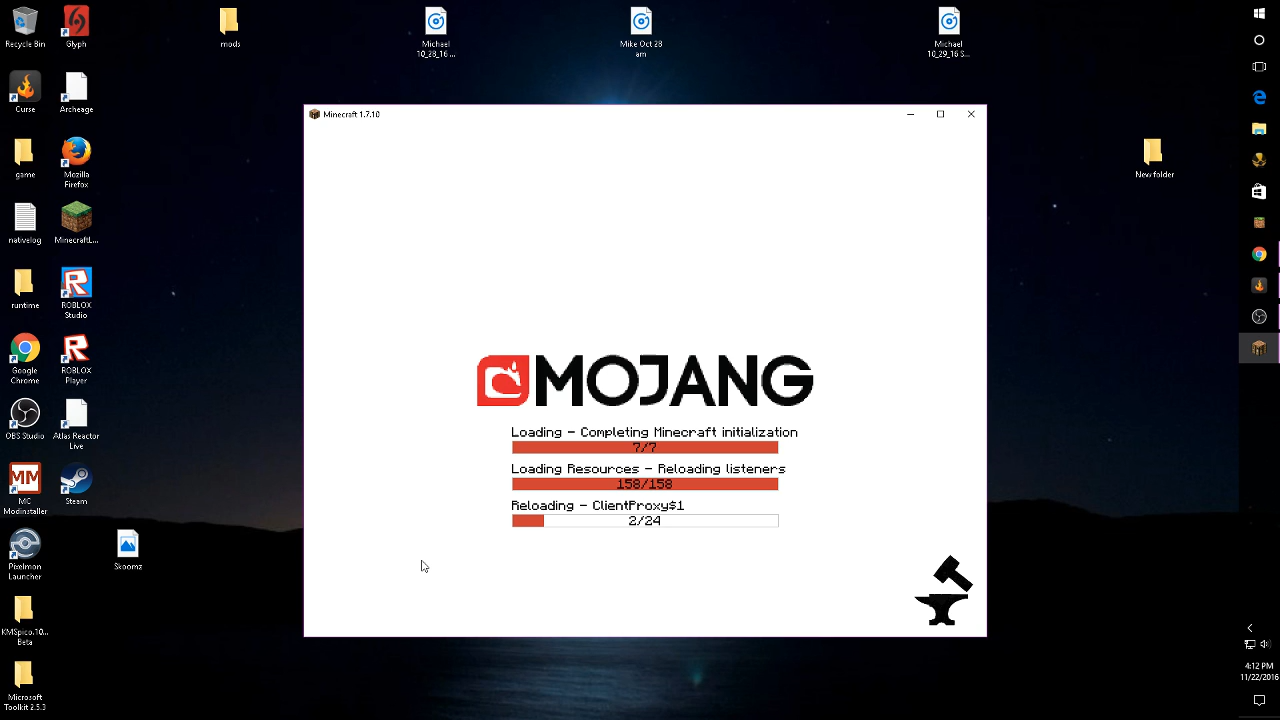 Recycle Bin
Glyph
mods
Michael
10_28_16 ...
Mike Oct 28
am
Michael
10_29_16 S...
Curse
Archeage
Minecraft 1.7.10
game
Mozilla
Firefox
New folder
nativelog
MinecraftL...
runtime
ROBLOX
Studio
Google
Chrome
ROBLOX
Player
MOJANG
OBS Studio
Atlas Reactor
Live
Loading - Completing Minecraft initialization
7/7
Loading Resources - Reloading listeners
158/158
Reloading - ClientProxy$1
2/24
MM
MC
Modinstaller
Steam
Pixelmon
Launcher
Skoomz
KMSpico.10...
Beta
Microsoft
Toolkit 2.5.3
4:12 PM
11/22/2016